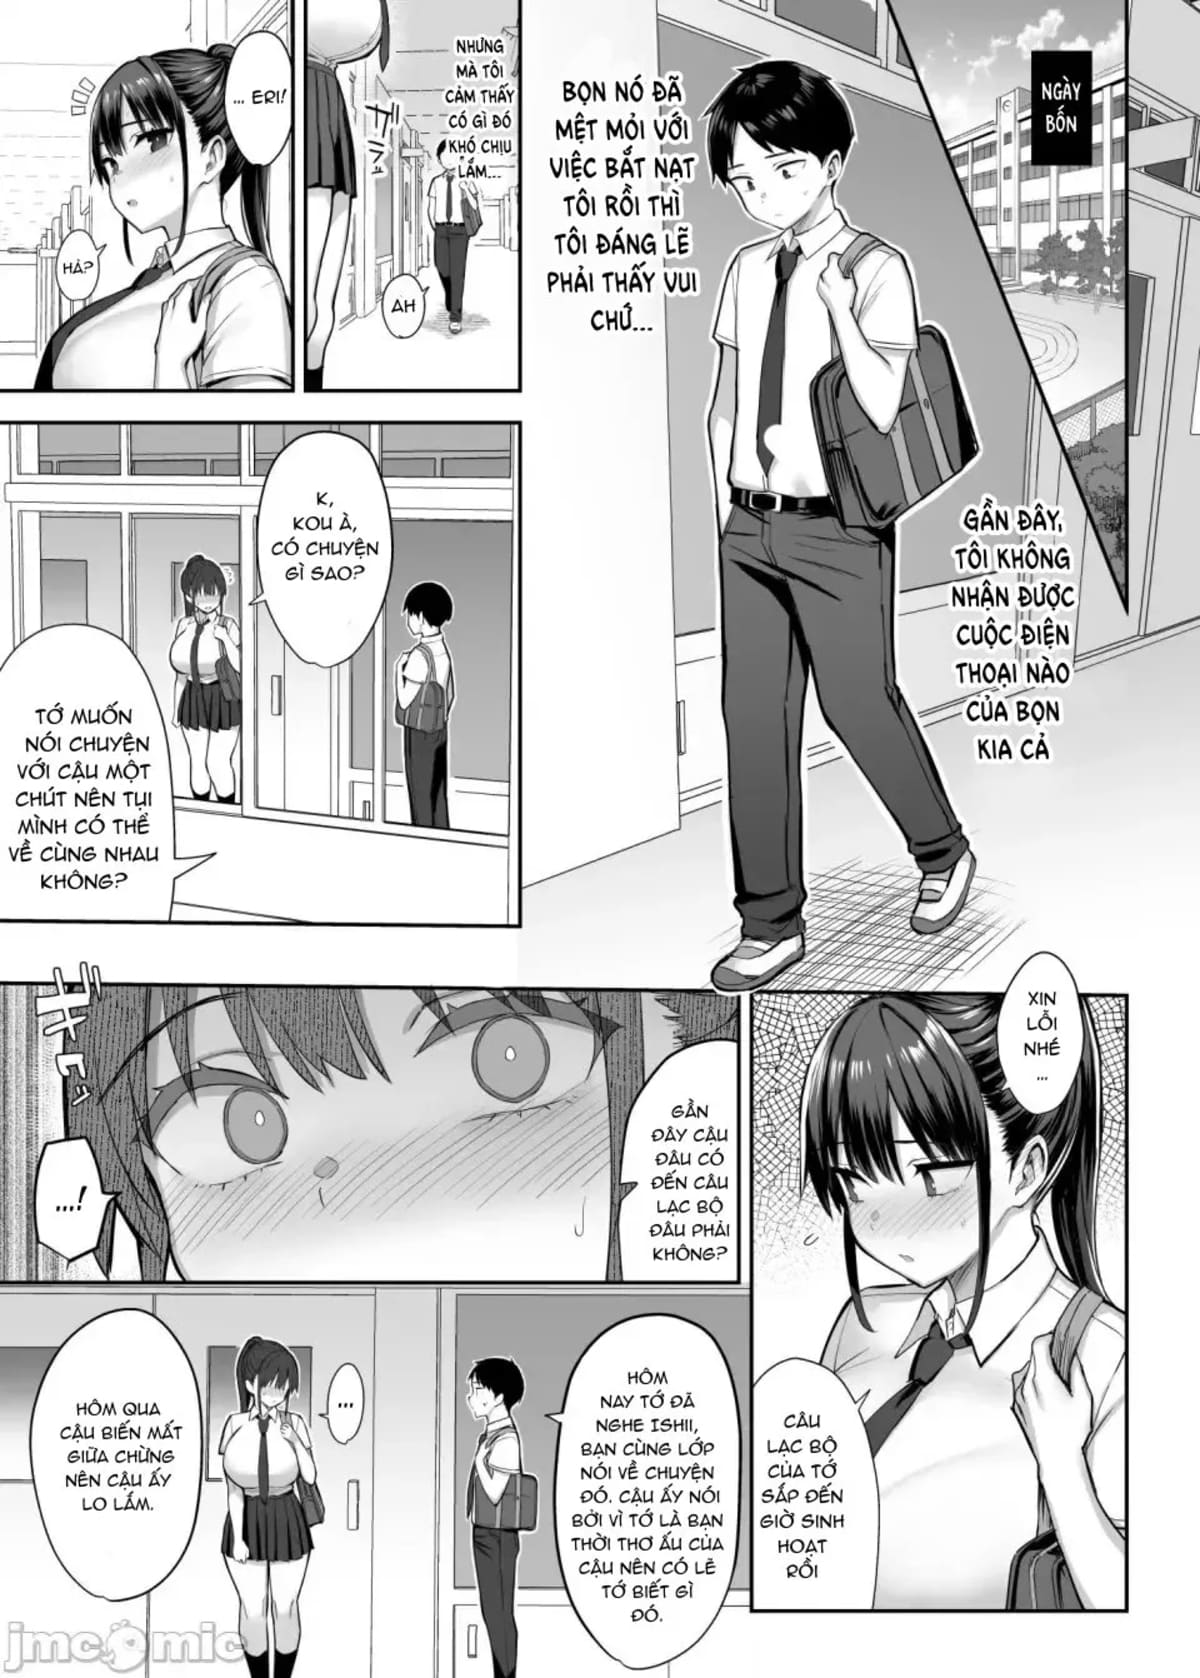 NGÀY
BỐN
GẦN ĐÂY,
TÔI KHÔNG
NHẬN ĐƯỢC
CUỘC ĐIỆN
THOẠI NÀO
CỦA BỌN
KIA CẢ
BỌN NÓ ĐÃ
MỆT MỎI VỚI
VIỆC BẮT NẠT
TÔI RỒI THÌ
TÔI ĐÁNG LẼ
PHẢI THẤY VUI
CHỨ...
NHƯNG
MÀ TÔI
CẢM THẤY
CÓ GÌ ĐÓ
KHÓ CHỊU
LẮM...
AH
... ERI!
HẢ?
K,
KOU À,
CÓ CHUYỆN
GÌ SAO?
TỚ MUỐN
NÓI CHUYỆN
VỚI CẬU MỘT
CHÚT NÊN TỤI
MÌNH CÓ THỂ
VỀ CÙNG NHAU
KHÔNG?
XIN
LỖI
NHÉ
...
CÂU
LẠC BỘ
CỦA TỚ
SẮP ĐẾN
GIỜ SINH
HOẠT
RỒI
GẦN
ĐÂY CẬU
ĐÂU CÓ
ĐẾN CÂU
LẠC BỘ
ĐÂU PHẢI
KHÔNG?
...!
HÔM
NAY TỚ ĐÃ
NGHE ISHII,
BẠN CÙNG LỚP
NÓI VỀ CHUYỆN
ĐÓ. CẬU ẤY NÓI
BỞI VÌ TỚ LÀ BẠN
THỜI THƠ ẤU CỦA
CẬU NÊN CÓ LẼ
TỚ BIẾT GÌ
ĐÓ.
...
HÔM QUA
CẬU BIẾN MẤT
GIỮA CHỪNG
NÊN CẬU ẤY
LO LẮM.
jmcomic